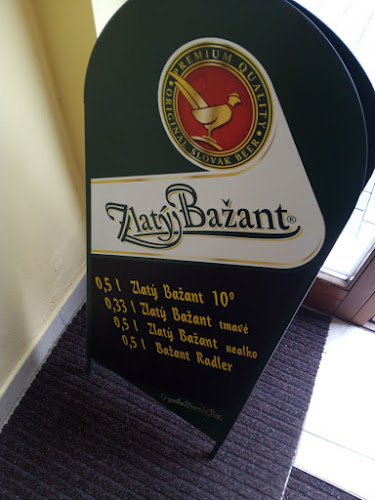 PREMIUM QUALITY
ORIGINAL SLOVAK BEER
Zlatý Bažant®
0,5 l Zlatý Bažant 10°
0,33 l Zlatý Bažant tmavé
0,5 l Zlatý Bažant nealko
0,5 l Bažant Radler